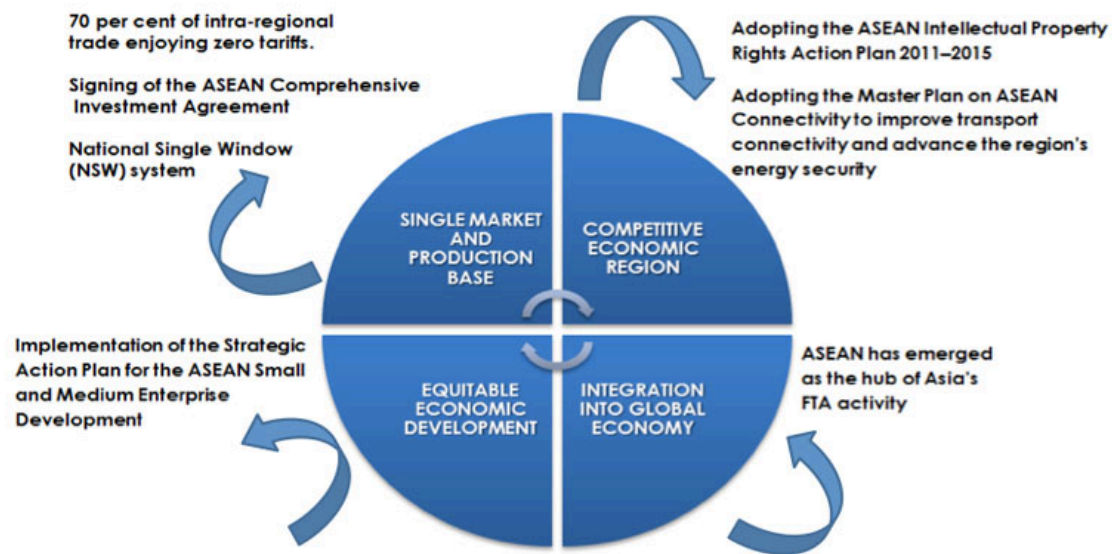 70 per cent of intra-regional
trade enjoying zero tariffs.
Signing of the ASEAN Comprehensive
Investment Agreement
National Single Window
(NSW) system
Adopting the ASEAN Intellectual Property
Rights Action Plan 2011–2015
Adopting the Master Plan on ASEAN
Connectivity to improve transport
connectivity and advance the region's
energy security
SINGLE MARKET
AND
PRODUCTION
BASE
COMPETITIVE
ECONOMIC
REGION
Implementation of the Strategic
Action Plan for the ASEAN Small
and Medium Enterprise
Development
EQUITABLE
ECONOMIC
DEVELOPMENT
INTEGRATION
INTO GLOBAL
ECONOMY
ASEAN has emerged
as the hub of Asia's
FTA activity